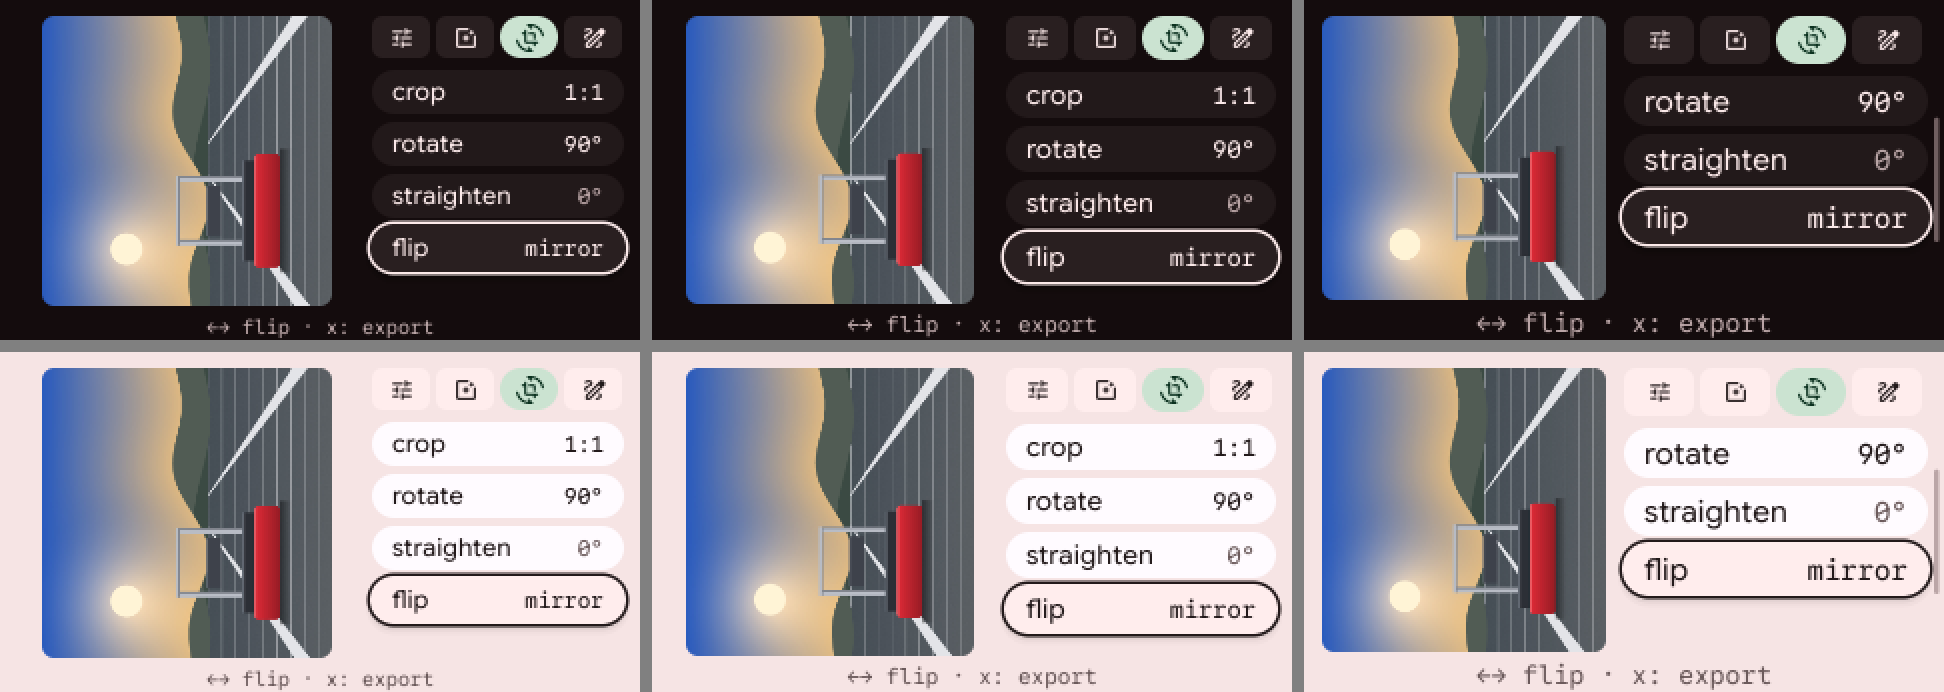 crop 1:1
rotate 90°
straighten 0°
flip mirror
↔ flip · x: export
crop 1:1
rotate 90°
straighten 0°
flip mirror
↔ flip · x: export
rotate 90°
straighten 0°
flip mirror
↔ flip · x: export
crop 1:1
rotate 90°
straighten 0°
flip mirror
↔ flip · x: export
crop 1:1
rotate 90°
straighten 0°
flip mirror
↔ flip · x: export
rotate 90°
straighten 0°
flip mirror
↔ flip · x: export